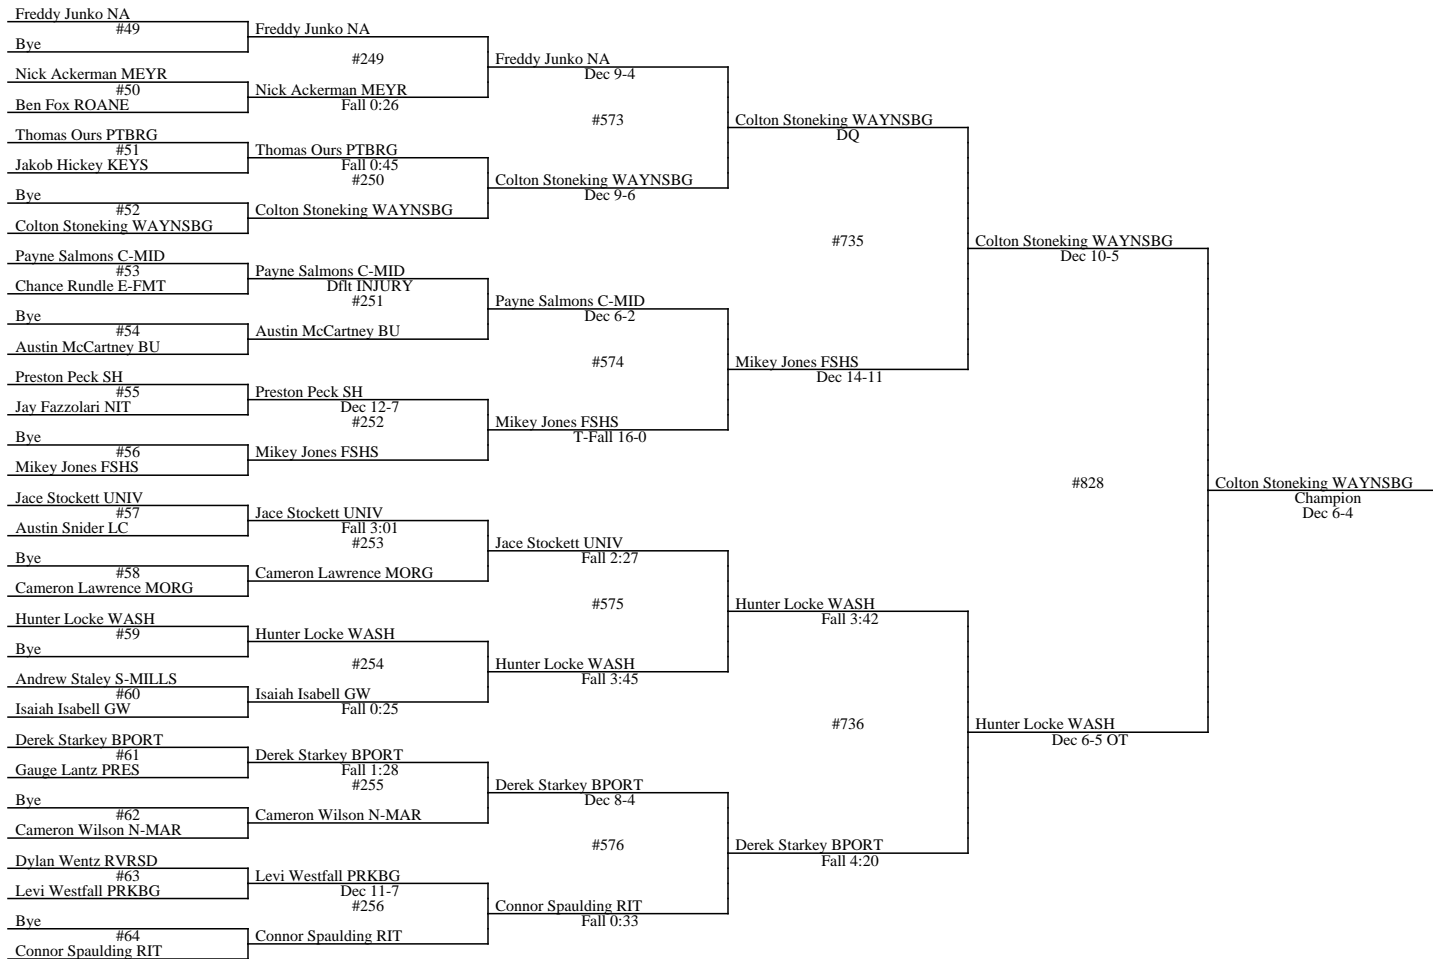 Freddy Junko NA
#49
Bye
Nick Ackerman MEYR
#50
Ben Fox ROANE
Thomas Ours PTBRG
#51
Jakob Hickey KEYS
Bye
#52
Colton Stoneking WAYNSBG
Payne Salmons C-MID
#53
Chance Rundle E-FMT
Bye
#54
Austin McCartney BU
Preston Peck SH
#55
Jay Fazzolari NIT
Bye
#56
Mikey Jones FSHS
Jace Stockett UNIV
#57
Austin Snider LC
Bye
#58
Cameron Lawrence MORG
Hunter Locke WASH
#59
Bye
Andrew Staley S-MILLS
#60
Isaiah Isabell GW
Derek Starkey BPORT
#61
Gauge Lantz PRES
Bye
#62
Cameron Wilson N-MAR
Dylan Wentz RVRSD
#63
Levi Westfall PRKBG
Bye
#64
Connor Spaulding RIT
Freddy Junko NA
#249
Nick Ackerman MEYR
Fall 0:26
Thomas Ours PTBRG
Fall 0:45
#250
Colton Stoneking WAYNSBG
Payne Salmons C-MID
Dflt INJURY
#251
Austin McCartney BU
Preston Peck SH
Dec 12-7
#252
Mikey Jones FSHS
Jace Stockett UNIV
Fall 3:01
#253
Cameron Lawrence MORG
Hunter Locke WASH
#254
Isaiah Isabell GW
Fall 0:25
Derek Starkey BPORT
Fall 1:28
#255
Cameron Wilson N-MAR
Levi Westfall PRKBG
Dec 11-7
#256
Connor Spaulding RIT
Freddy Junko NA
Dec 9-4
#573
Colton Stoneking WAYNSBG
Dec 9-6
Payne Salmons C-MID
Dec 6-2
#574
Mikey Jones FSHS
T-Fall 16-0
Jace Stockett UNIV
Fall 2:27
#575
Hunter Locke WASH
Fall 3:45
Derek Starkey BPORT
Dec 8-4
#576
Connor Spaulding RIT
Fall 0:33
Colton Stoneking WAYNSBG
DQ
#735
Mikey Jones FSHS
Dec 14-11
Hunter Locke WASH
Fall 3:42
#736
Derek Starkey BPORT
Fall 4:20
Colton Stoneking WAYNSBG
Dec 10-5
#828
Hunter Locke WASH
Dec 6-5 OT
Colton Stoneking WAYNSBG
Champion
Dec 6-4